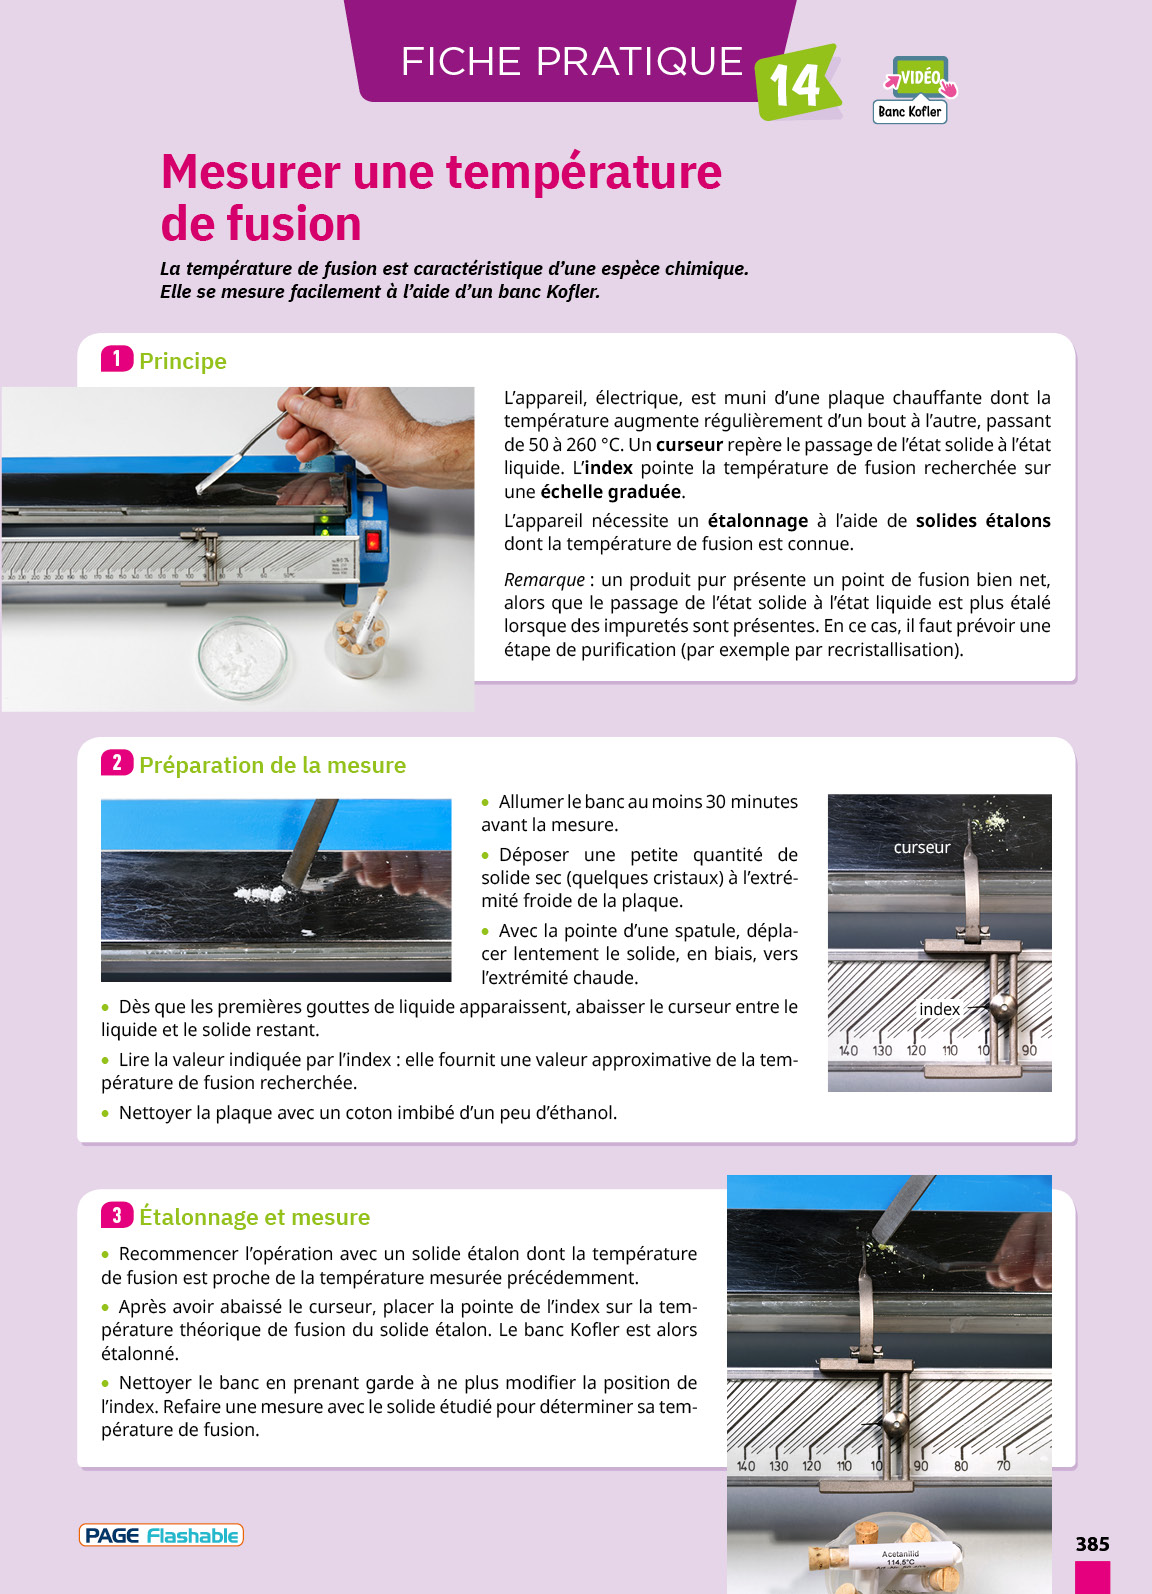 FICHE PRATIQUE
14
VIDÉO
Banc Kofler
Mesurer une température
de fusion
La température de fusion est caractéristique d’une espèce chimique.
Elle se mesure facilement à l’aide d’un banc Kofler.
1 Principe
L’appareil, électrique, est muni d’une plaque chauffante dont la
température augmente régulièrement d’un bout à l’autre, passant
de 50 à 260 °C. Un curseur repère le passage de l’état solide à l’état
liquide. L’index pointe la température de fusion recherchée sur
une échelle graduée.
L’appareil nécessite un étalonnage à l’aide de solides étalons
dont la température de fusion est connue.
Remarque : un produit pur présente un point de fusion bien net,
alors que le passage de l’état solide à l’état liquide est plus étalé
lorsque des impuretés sont présentes. En ce cas, il faut prévoir une
étape de purification (par exemple par recristallisation).
2 Préparation de la mesure
• Allumer le banc au moins 30 minutes
avant la mesure.
• Déposer une petite quantité de
solide sec (quelques cristaux) à l’extré-
mité froide de la plaque.
• Avec la pointe d’une spatule, dépla-
cer lentement le solide, en biais, vers
l’extrémité chaude.
• Dès que les premières gouttes de liquide apparaissent, abaisser le curseur entre le
liquide et le solide restant.
• Lire la valeur indiquée par l’index : elle fournit une valeur approximative de la tem-
pérature de fusion recherchée.
• Nettoyer la plaque avec un coton imbibé d’un peu d’éthanol.
curseur
index
140 130 120 110 10 90
3 Étalonnage et mesure
• Recommencer l’opération avec un solide étalon dont la température
de fusion est proche de la température mesurée précédemment.
• Après avoir abaissé le curseur, placer la pointe de l’index sur la tem-
pérature théorique de fusion du solide étalon. Le banc Kofler est alors
étalonné.
• Nettoyer le banc en prenant garde à ne plus modifier la position de
l’index. Refaire une mesure avec le solide étudié pour déterminer sa tem-
pérature de fusion.
140 130 120 110 10 90 80 70
Acetanilid
114.5°C
PAGE Flashable
385